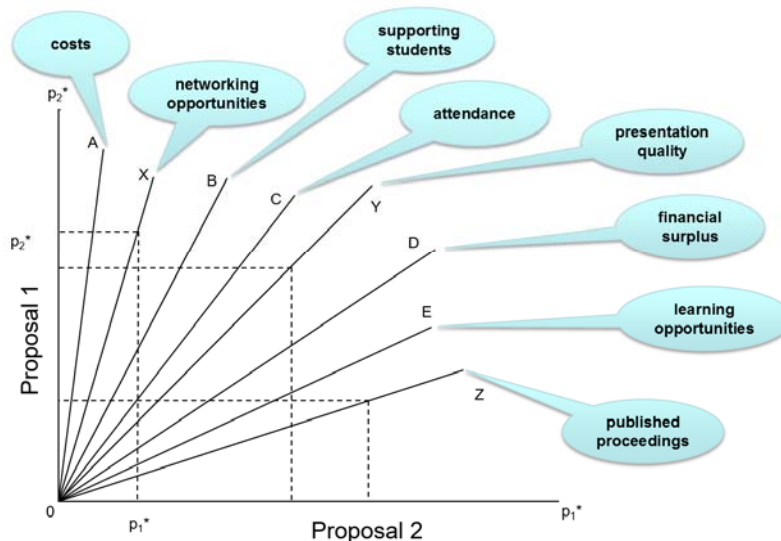 costs
networking
opportunities
supporting
students
attendance
presentation
quality
financial
surplus
learning
opportunities
published
proceedings
p2*
A
X
B
C
Y
D
E
Z
p2*
Proposal 1
0
p1*
Proposal 2
p1*